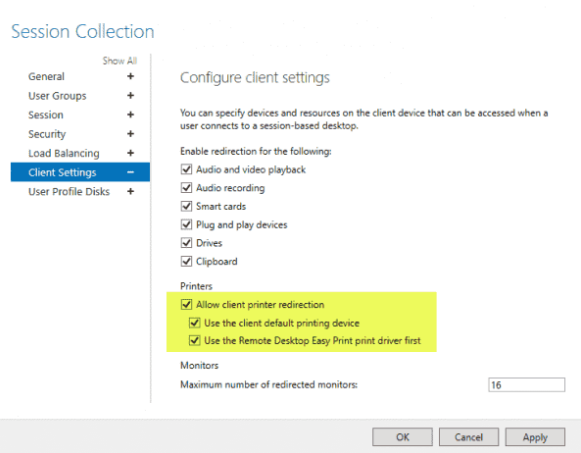 Session Collection
Show All
General +
User Groups +
Session +
Security +
Load Balancing +
Client Settings −
User Profile Disks +
Configure client settings
You can specify devices and resources on the client device that can be accessed when a
user connects to a session-based desktop.
Enable redirection for the following:
Audio and video playback
Audio recording
Smart cards
Plug and play devices
Drives
Clipboard
Printers
Allow client printer redirection
Use the client default printing device
Use the Remote Desktop Easy Print print driver first
Monitors
Maximum number of redirected monitors: 16
OK Cancel Apply